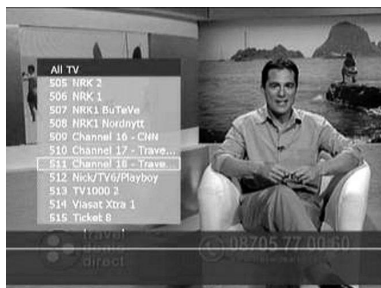 All TV
505 NRK 2
506 NRK 1
507 NRK1 BuTeVe
508 NRK1 Nordnytt
509 Channel 16 - CNN
510 Channel 17 - Trave...
511 Channel 18 - Trave...
512 Nick/TV6/Playboy
513 TV1000 2
514 Viasat Xtra 1
515 Ticket 8
travel
deals
direct
08705 77 00 60